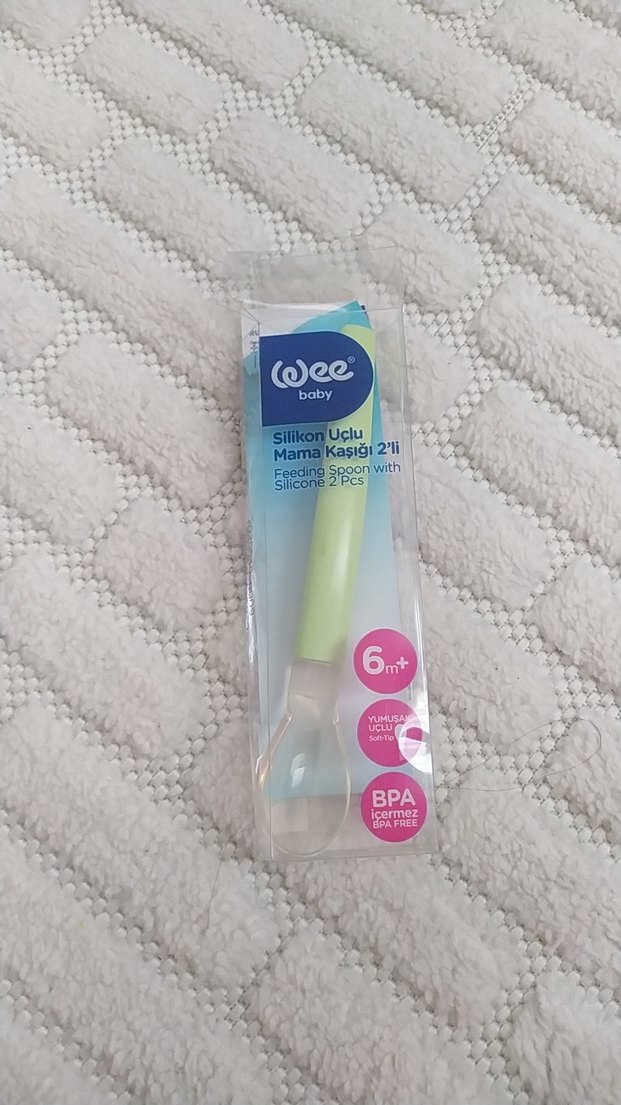 Wee®
baby
Silikon Uçlu
Mama Kaşığı 2'li
Feeding Spoon with
Silicone 2 Pcs
6m+
YUMUŞAK
UÇLU
Soft-Tip
BPA
içermez
BPA FREE